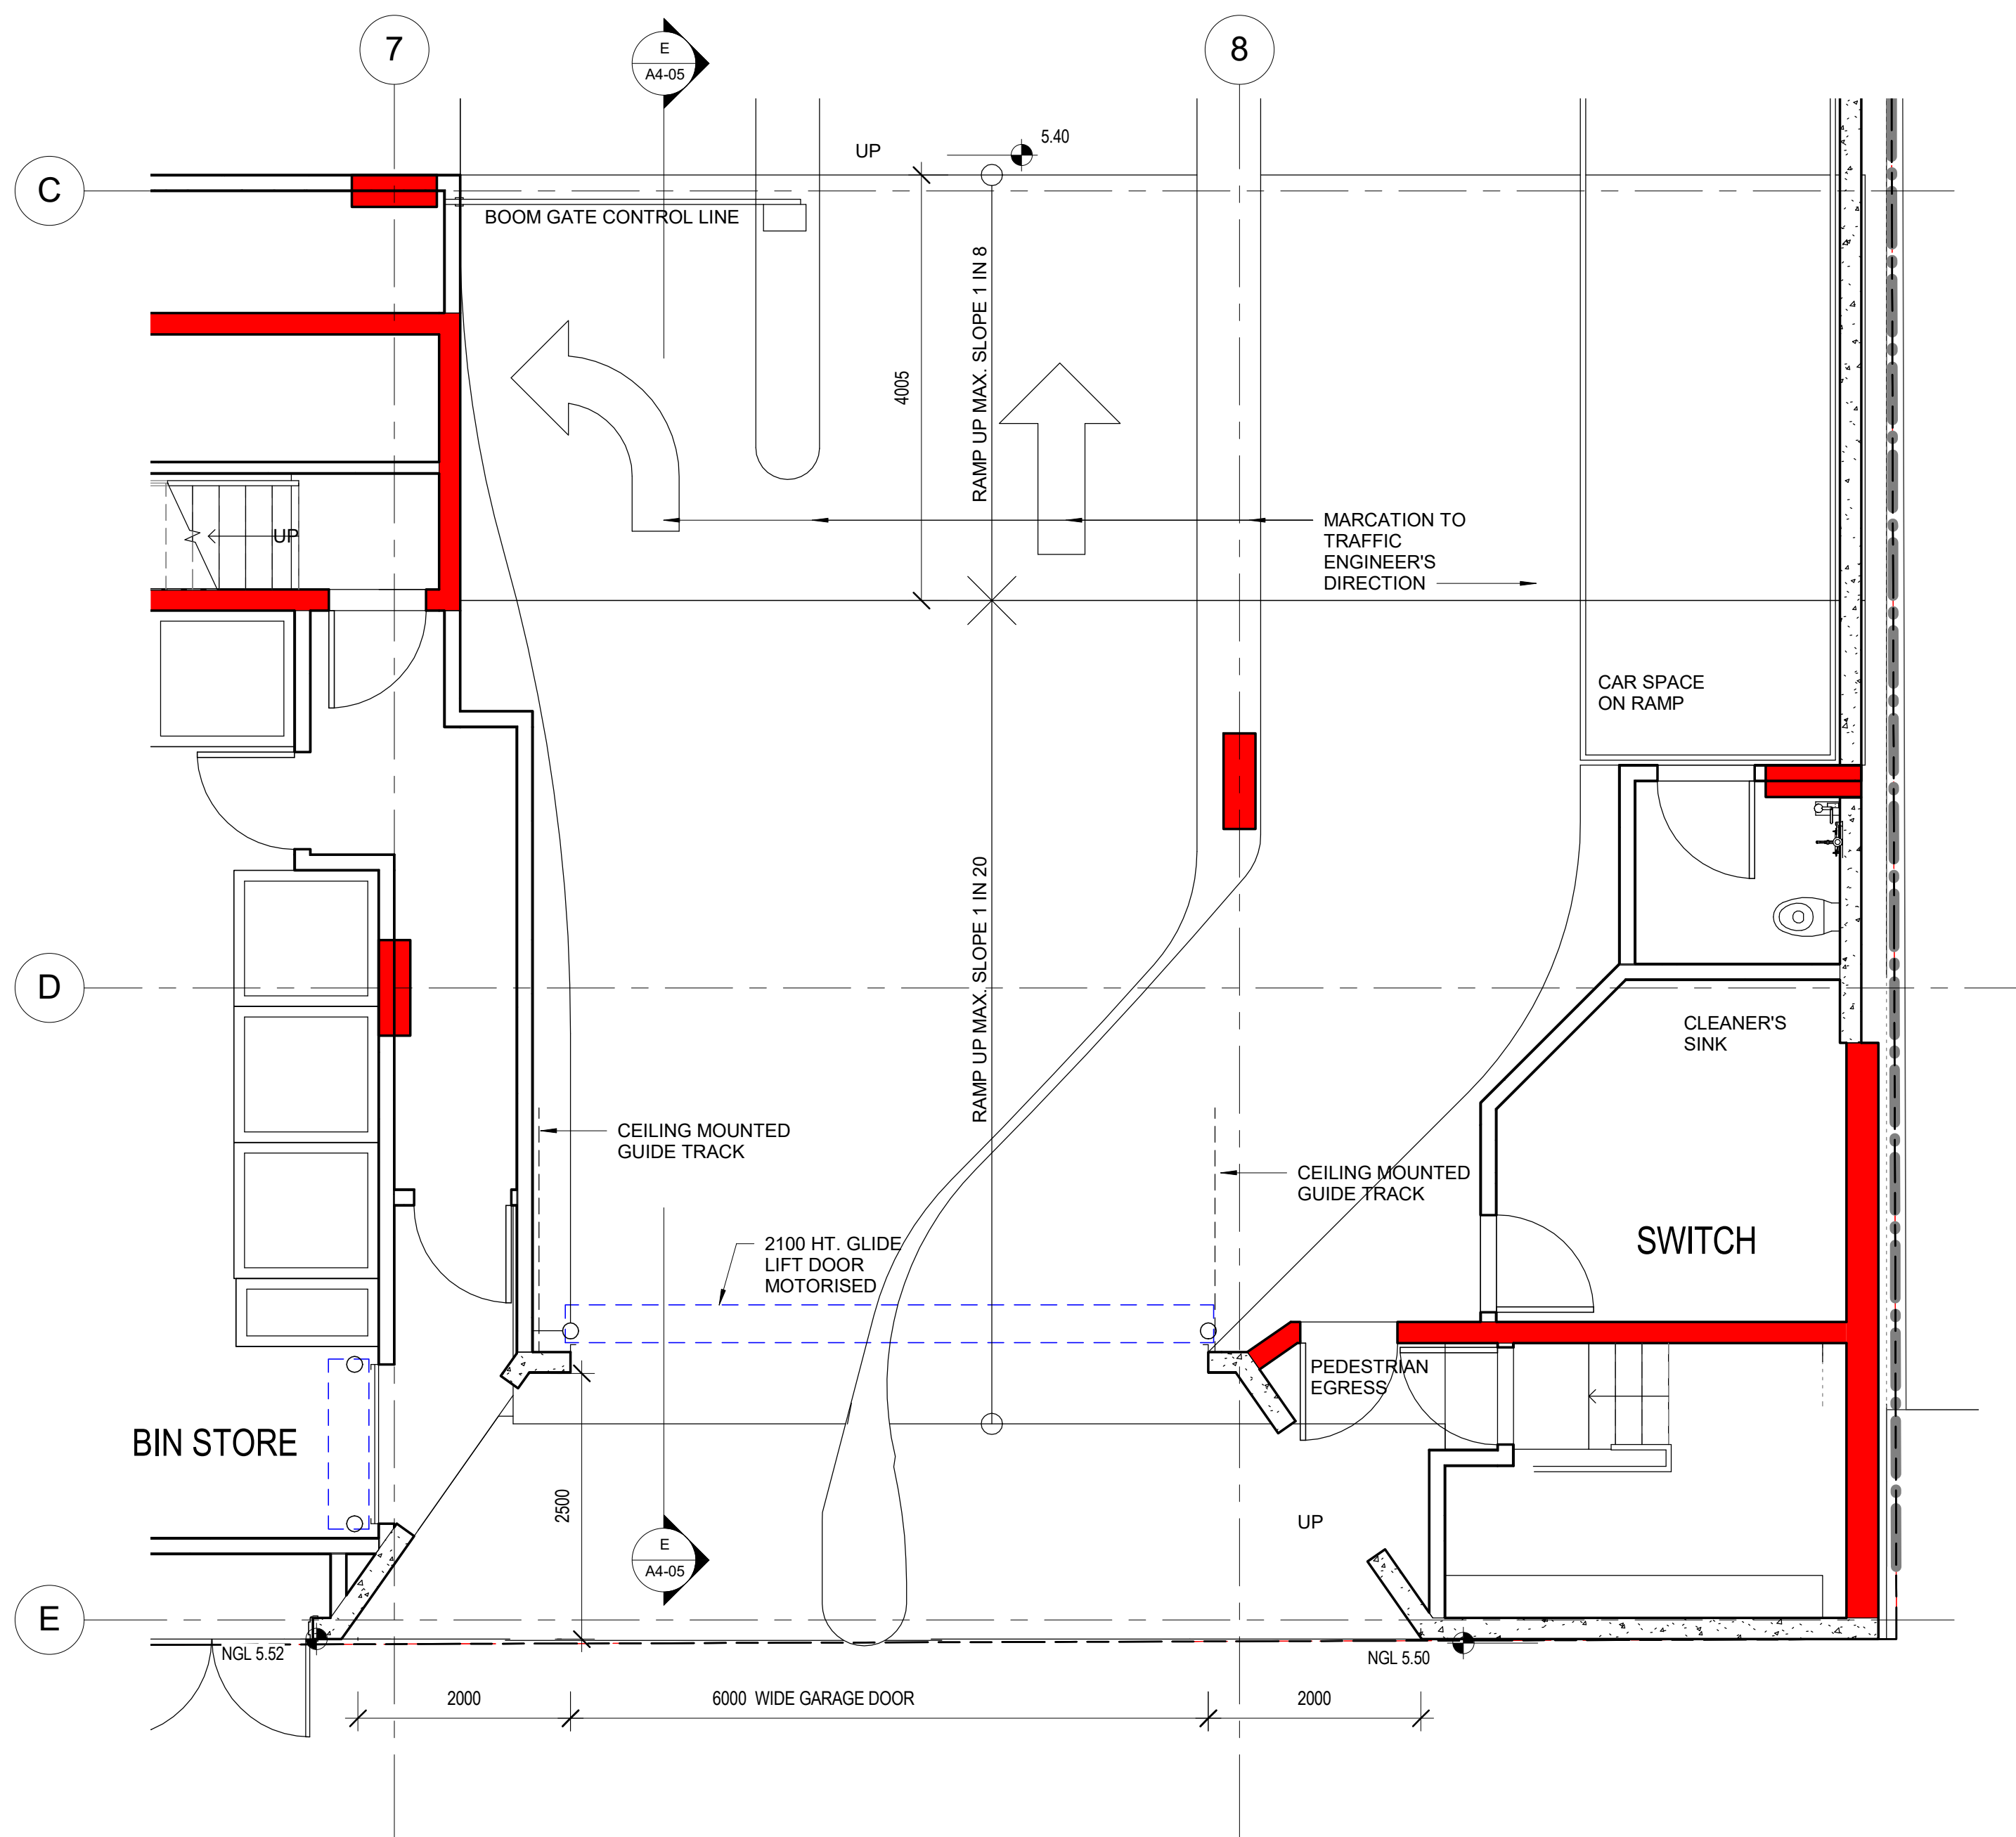 7
8
E
A4-05
5.40
UP
C
BOOM GATE CONTROL LINE
RAMP UP MAX. SLOPE 1 IN 8
4005
MARCATION TO
TRAFFIC
ENGINEER'S
DIRECTION
UP
CAR SPACE
ON RAMP
RAMP UP MAX. SLOPE 1 IN 20
D
CLEANER'S
SINK
CEILING MOUNTED
GUIDE TRACK
CEILING MOUNTED
GUIDE TRACK
SWITCH
2100 HT. GLIDE
LIFT DOOR
MOTORISED
PEDESTRIAN
EGRESS
BIN STORE
2500
UP
E
A4-05
E
NGL 5.52
NGL 5.50
2000
6000 WIDE GARAGE DOOR
2000